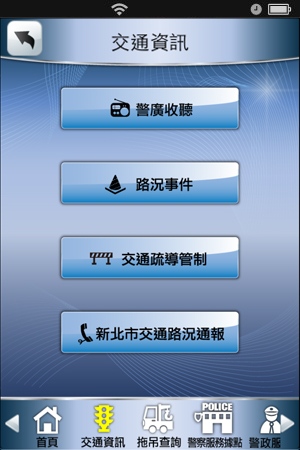 交通資訊
警廣收聽
路況事件
交通疏導管制
新北市交通路況通報
POLICE
首頁
交通資訊
拖吊查詢
警察服務據點
警政服